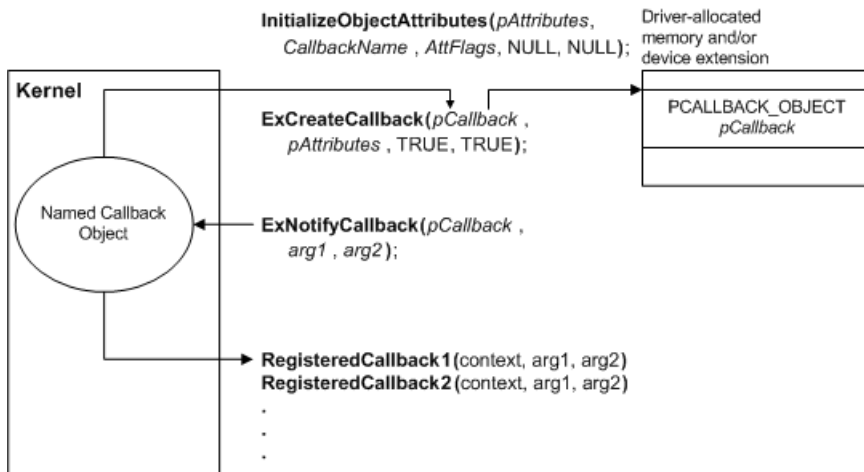 InitializeObjectAttributes(pAttributes,
CallbackName , AttFlags, NULL, NULL);
Driver-allocated
memory and/or
device extension
Kernel
ExCreateCallback(pCallback ,
pAttributes , TRUE, TRUE);
PCALLBACK_OBJECT
pCallback
Named Callback
Object
ExNotifyCallback(pCallback ,
arg1 , arg2);
RegisteredCallback1(context, arg1, arg2)
RegisteredCallback2(context, arg1, arg2)
.
.
.